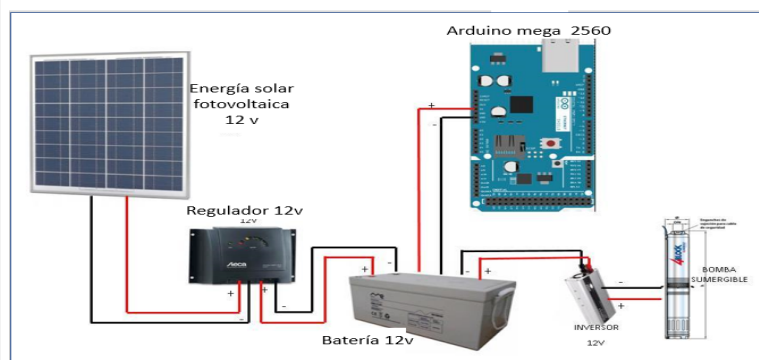 Arduino mega 2560
Energía solar
fotovoltaica
12 v
+
-
Regulador 12v
12V
Steca
+
-
+
-
-
+
-
+
Batería 12v
-
+
INVERSOR
12V
BOMBA
SUMERGIBLE